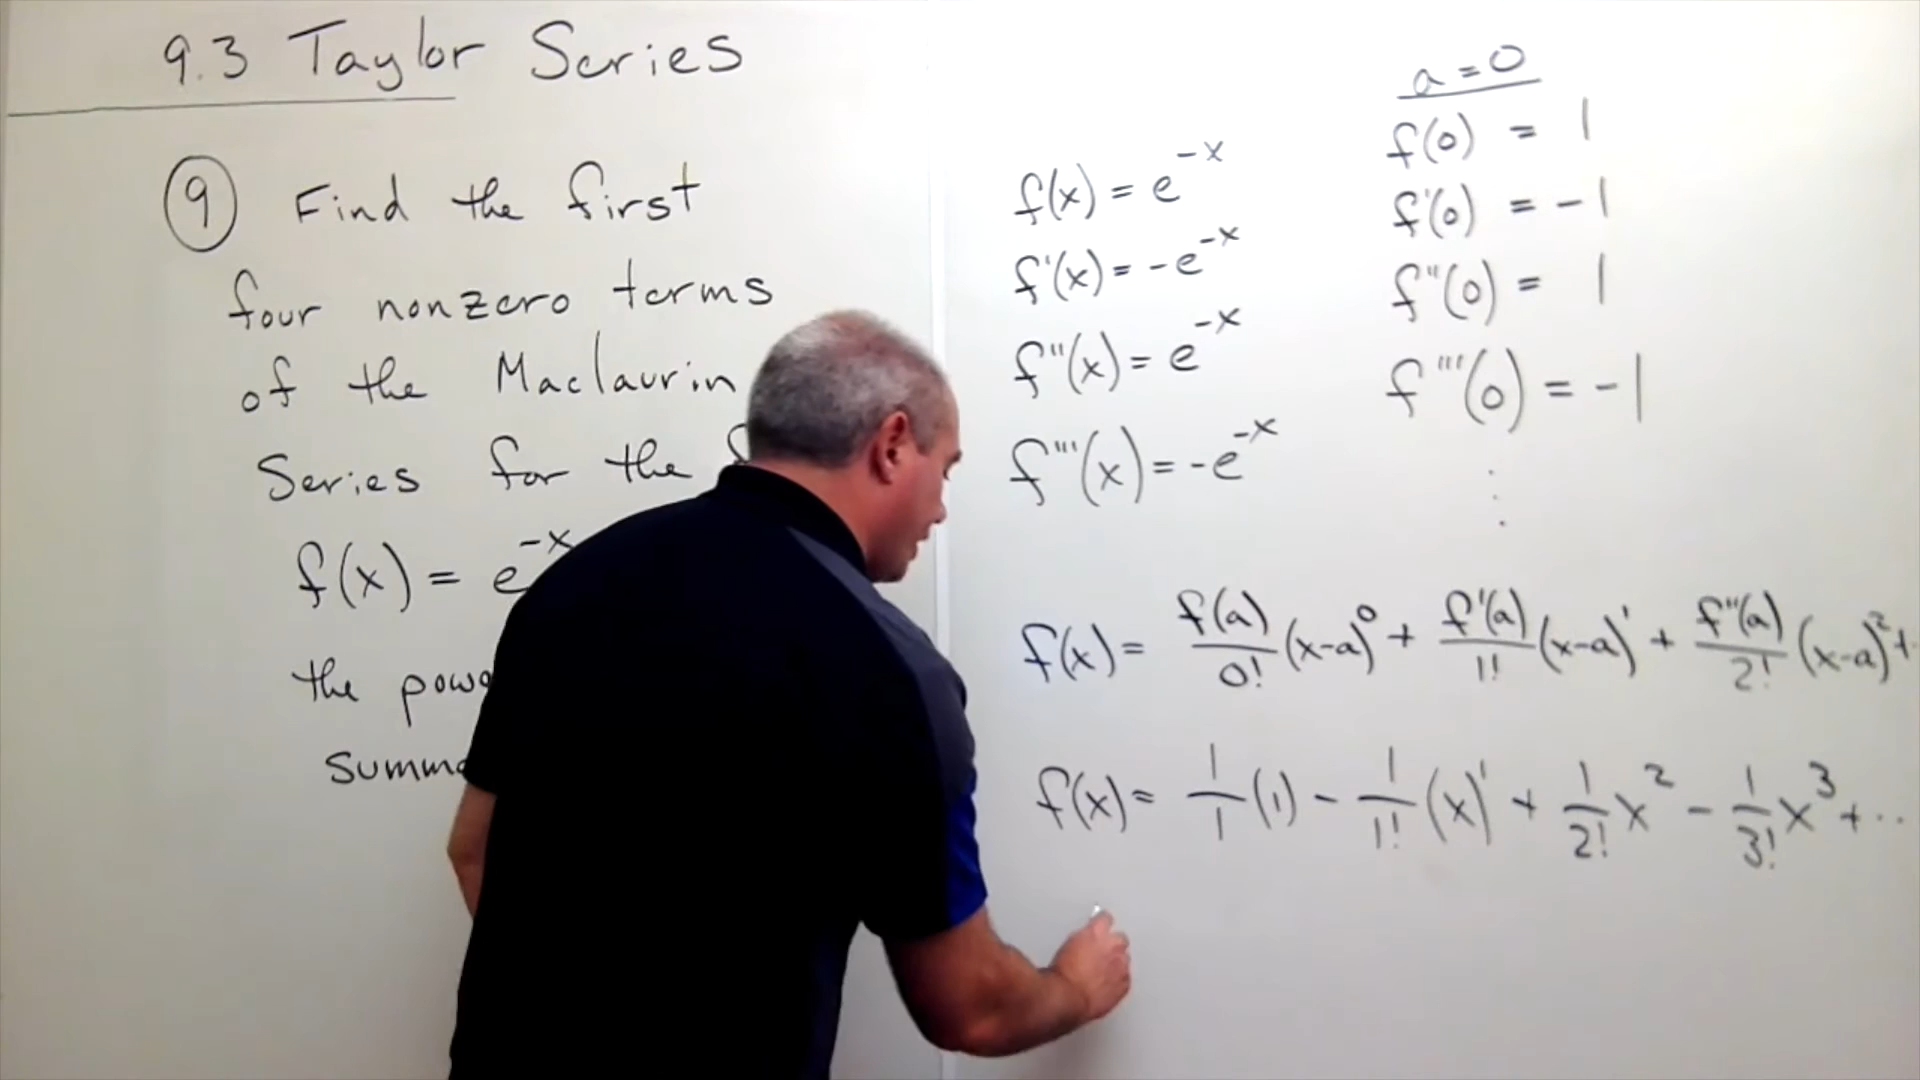 9.3 Taylor Series
9 Find the first
four nonzero terms
of the Maclaurin
Series for the
f(x) = e^-x
the
a = 0
f(x) = e^-x f(0) = 1
f'(x) = -e^-x f'(0) = -1
f''(x) = e^-x f''(0) = 1
f'''(x) = -e^-x f'''(0) = -1
f(x) = f(a)/0! (x-a)^0 + f'(a)/1! (x-a)^1 + f''(a)/2! (x-a)^2 + .
f(x) = 1/1 (1) - 1/1! (x)^1 + 1/2! x^2 - 1/3! x^3 + ..